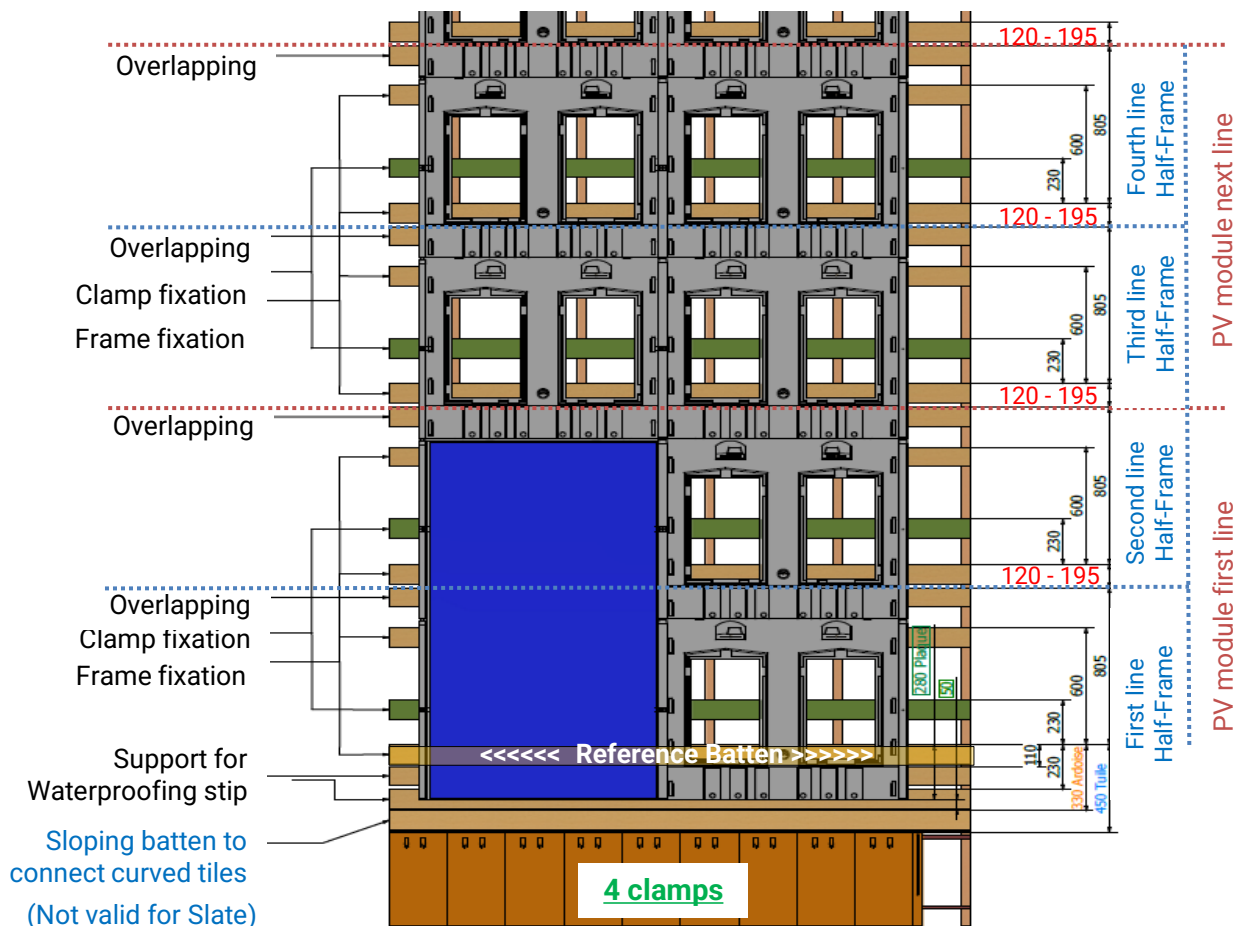 Overlapping
120 - 195
805
600
230
Fourth line
Half-Frame
PV module next line
120 - 195
Overlapping
Clamp fixation
Frame fixation
805
600
230
Third line
Half-Frame
120 - 195
Overlapping
805
600
230
Second line
Half-Frame
120 - 195
PV module first line
Overlapping
Clamp fixation
Frame fixation
280 Plaque
50
805
600
230
First line
Half-Frame
<<<<<< Reference Batten >>>>>>
110
230
330 Ardoise
450 Tuile
Support for
Waterproofing stip
Sloping batten to
connect curved tiles
(Not valid for Slate)
4 clamps